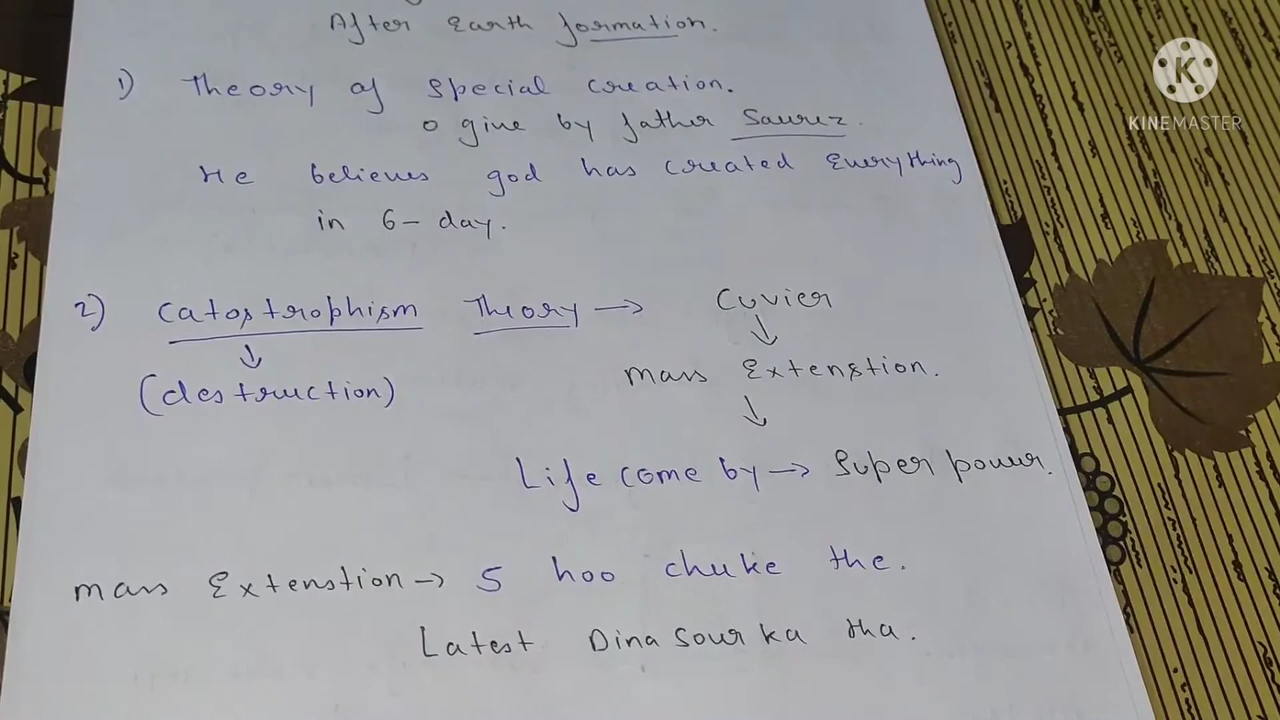 After Earth formation.
1) Theory of special creation.
o give by father Saurez.
He believes god has created Everything
in 6- day.
2) Catostrophism Theory → Cuvier
↓ ↓
(destruction) mass Extenstion.
↓
Life come by → Super power.
mass Extenstion → 5 hoo chuke the.
Latest Dinasour ka tha.
K
KINEMASTER